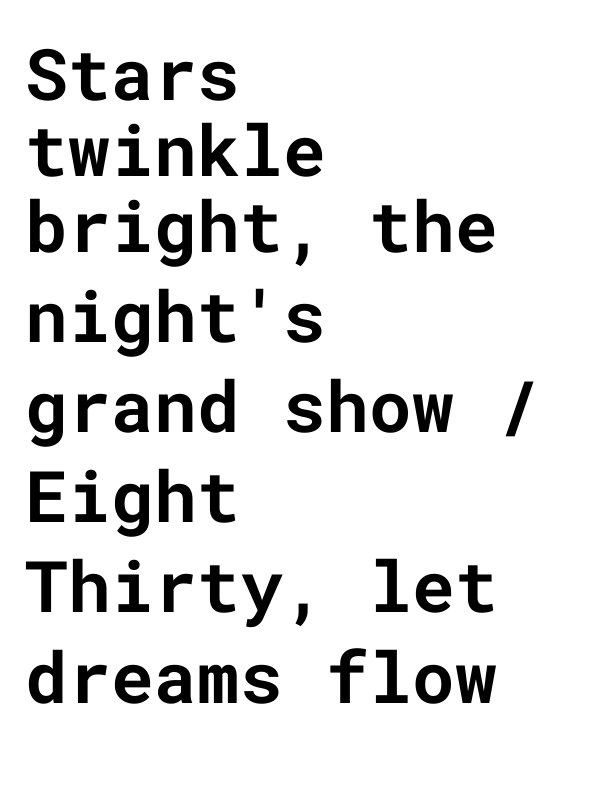 Stars
twinkle
bright, the
night's
grand show /
Eight
Thirty, let
dreams flow